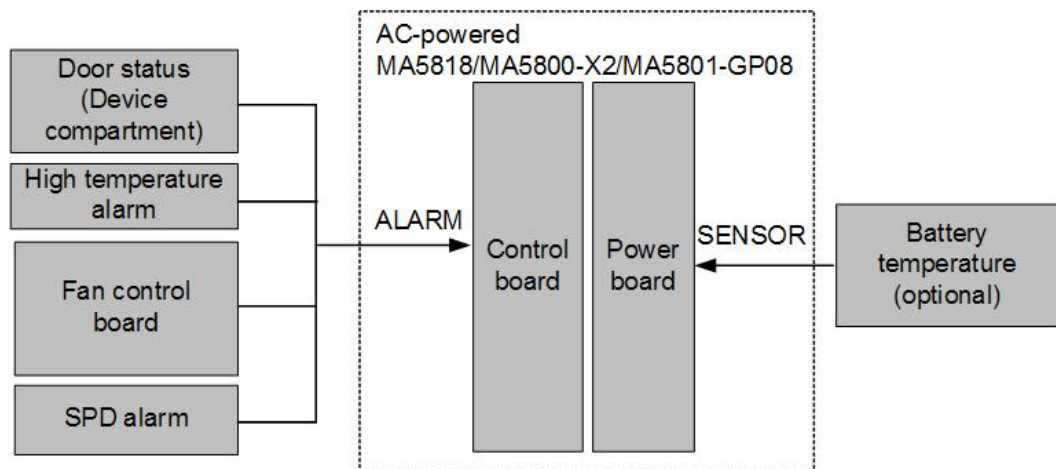 Door status
(Device
compartment)
High temperature
alarm
Fan control
board
SPD alarm
AC-powered
MA5818/MA5800-X2/MA5801-GP08
ALARM
Control
board
Power
board
SENSOR
Battery
temperature
(optional)